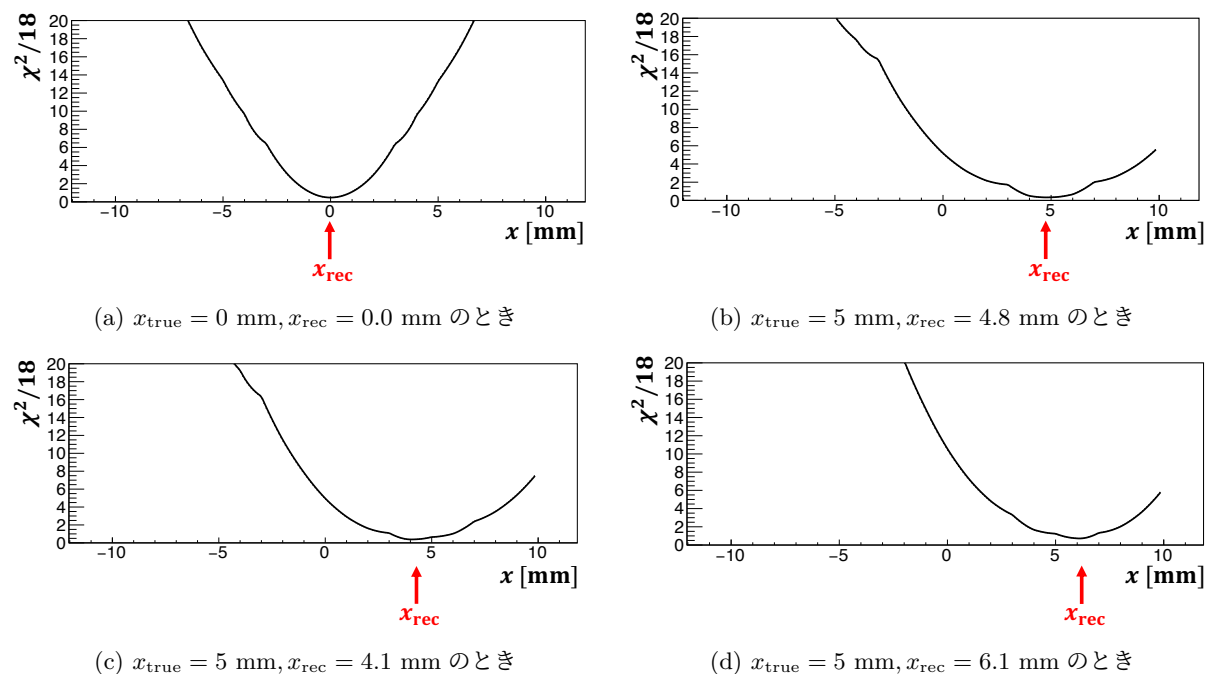 χ²/18
20
18
16
14
12
10
8
6
4
2
0
−10 −5 0 5 10
x [mm]
x_rec
(a) x_true = 0 mm, x_rec = 0.0 mm のとき
χ²/18
20
18
16
14
12
10
8
6
4
2
0
−10 −5 0 5 10
x [mm]
x_rec
(b) x_true = 5 mm, x_rec = 4.8 mm のとき
χ²/18
20
18
16
14
12
10
8
6
4
2
0
−10 −5 0 5 10
x [mm]
x_rec
(c) x_true = 5 mm, x_rec = 4.1 mm のとき
χ²/18
20
18
16
14
12
10
8
6
4
2
0
−10 −5 0 5 10
x [mm]
x_rec
(d) x_true = 5 mm, x_rec = 6.1 mm のとき